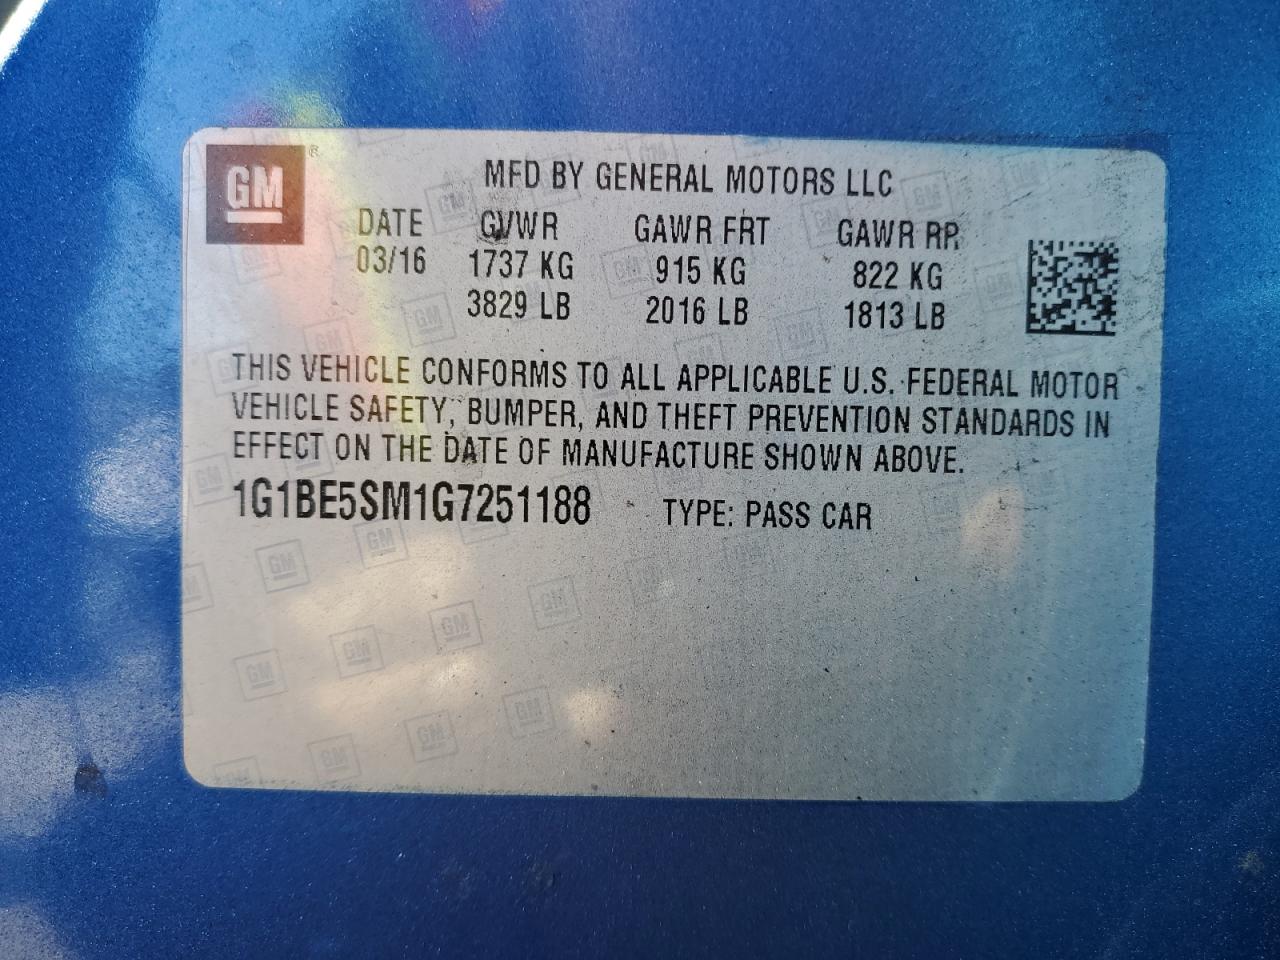 GM ®
MFD BY GENERAL MOTORS LLC
DATE GVWR GAWR FRT GAWR RR
03/16 1737 KG 915 KG 822 KG
3829 LB 2016 LB 1813 LB
THIS VEHICLE CONFORMS TO ALL APPLICABLE U.S. FEDERAL MOTOR
VEHICLE SAFETY, BUMPER, AND THEFT PREVENTION STANDARDS IN
EFFECT ON THE DATE OF MANUFACTURE SHOWN ABOVE.
1G1BE5SM1G7251188 TYPE: PASS CAR